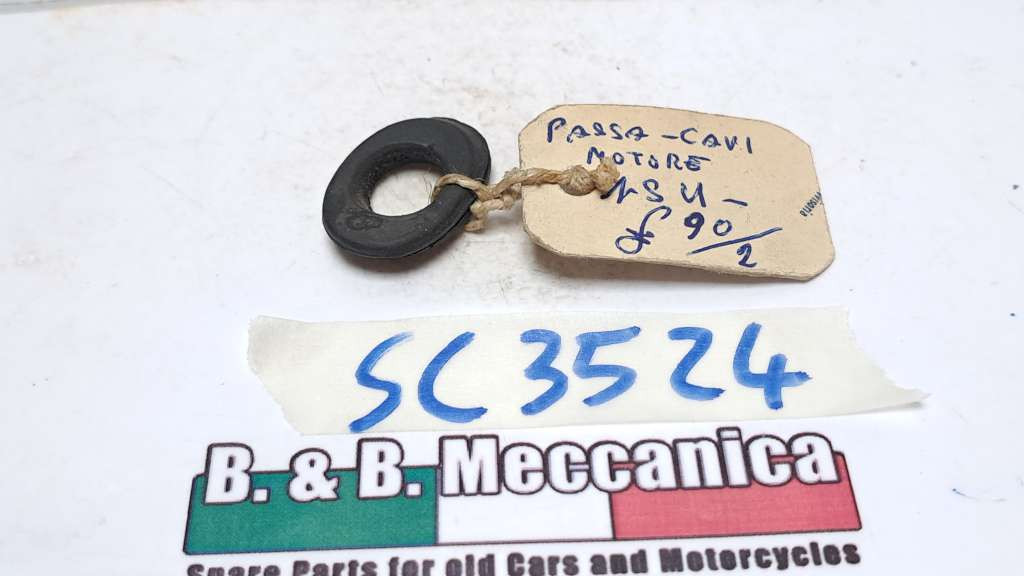 PASSA-CAVI
MOTORE
NSU-
£ 90/2
SC3524
B. & B. Meccanica
Spare Parts for old Cars and Motorcycles